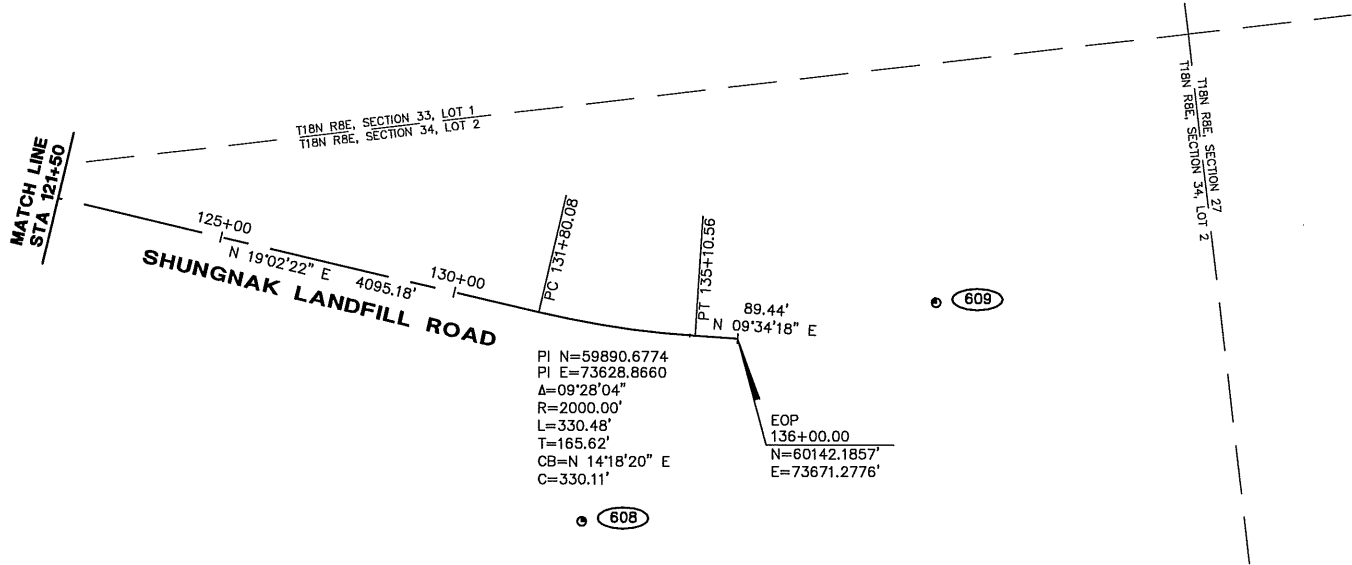 T18N R8E, SECTION 33, LOT 1
T18N R8E, SECTION 34, LOT 2
T18N R8E, SECTION 27
T18N R8E, SECTION 34, LOT 2
MATCH LINE
STA 121+50
125+00
N 19°02'22" E
4095.18'
130+00
SHUNGNAK LANDFILL ROAD
PC 131+80.08
PT 135+10.56
89.44'
N 09°34'18" E
609
PI N=59890.6774
PI E=73628.8660
Δ=09°28'04"
R=2000.00'
L=330.48'
T=165.62'
CB=N 14°18'20" E
C=330.11'
EOP
136+00.00
N=60142.1857'
E=73671.2776'
608